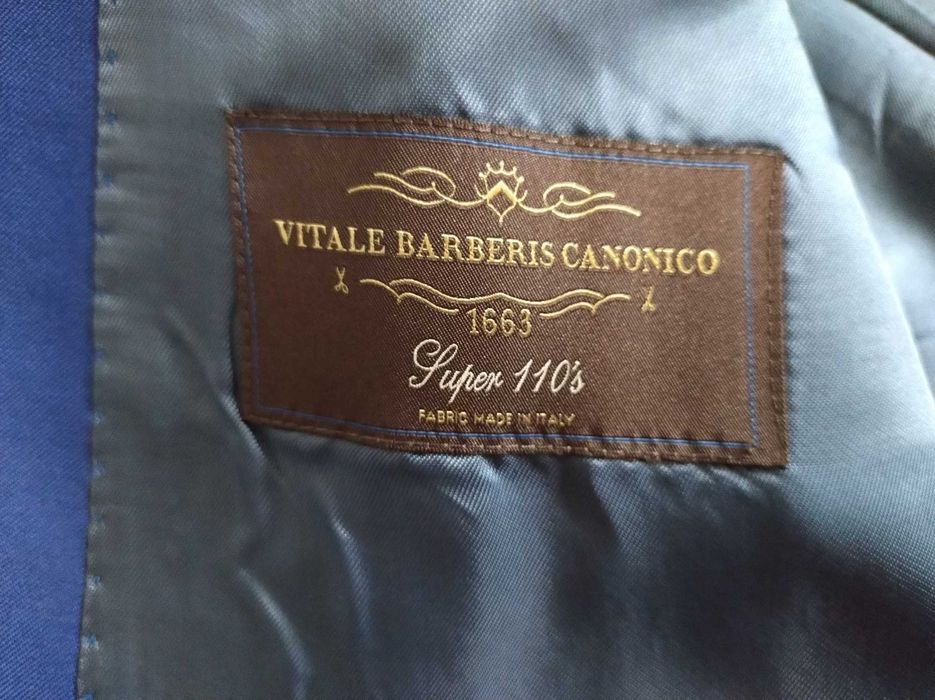 VITALE BARBERIS CANONICO
1663
Super 110's
FABRIC MADE IN ITALY